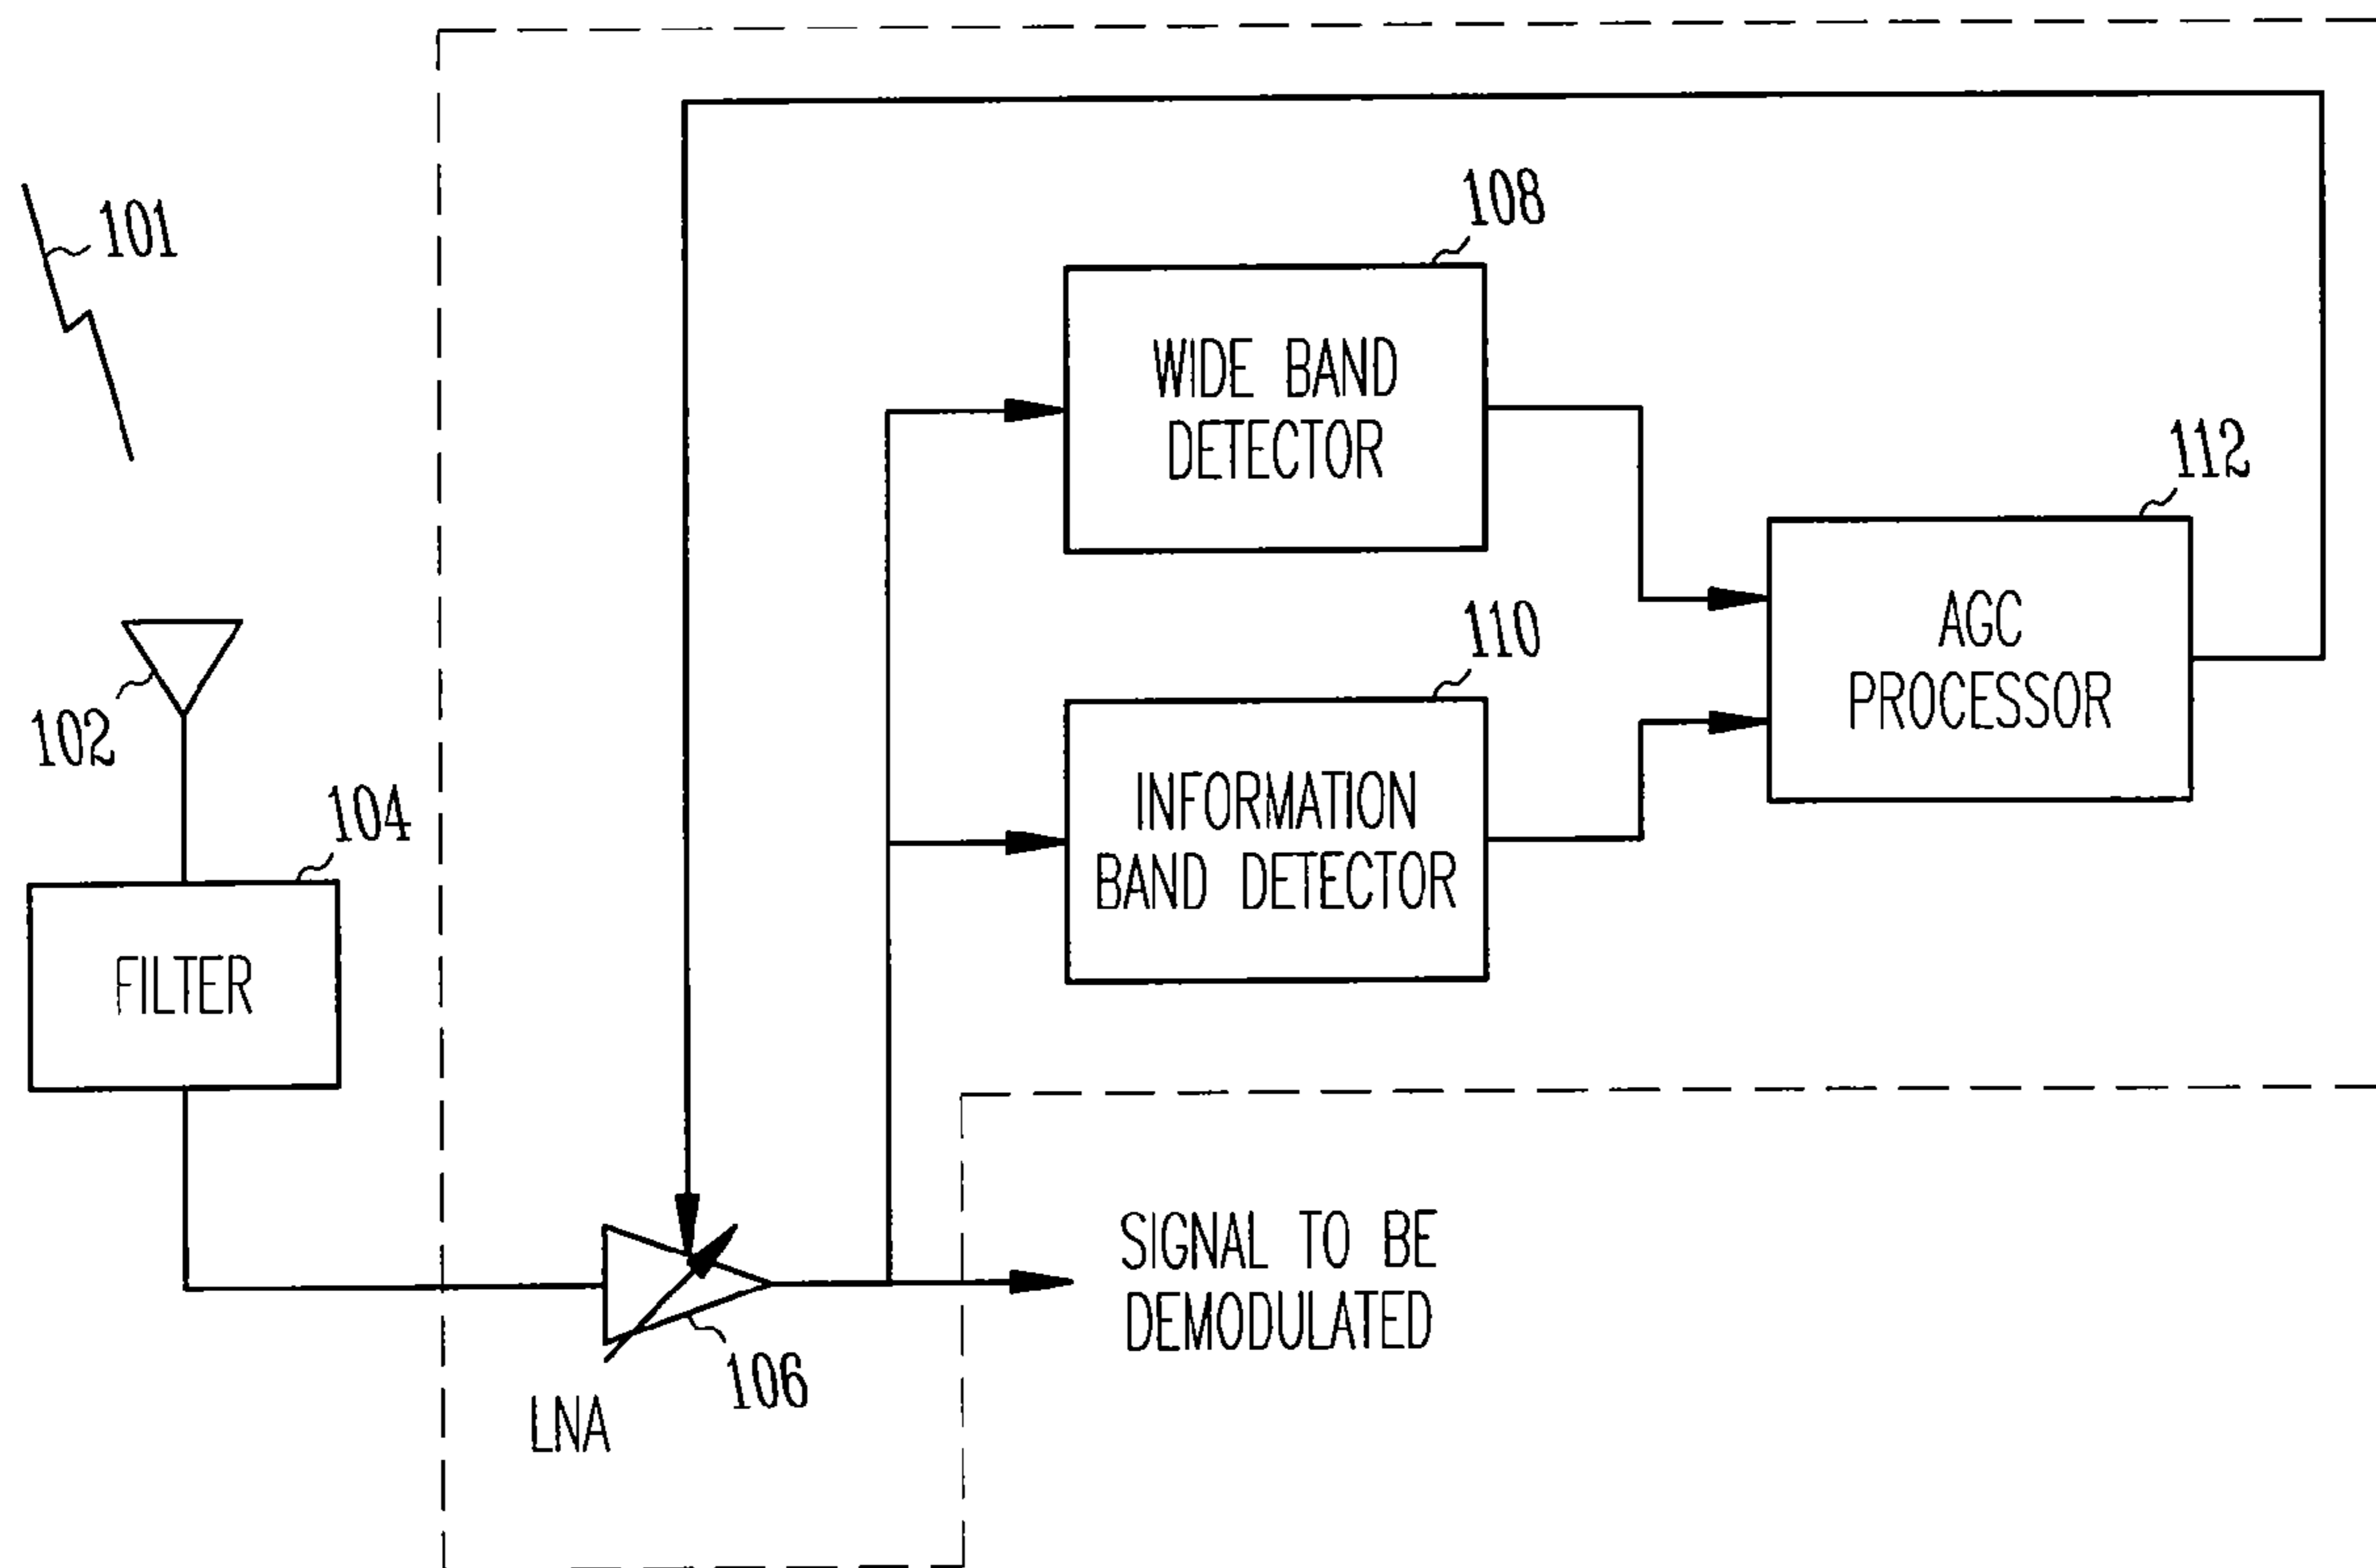 101
108
WIDE BAND
DETECTOR
112
AGC
PROCESSOR
110
INFORMATION
BAND DETECTOR
102
104
FILTER
SIGNAL TO BE
DEMODULATED
106
LNA